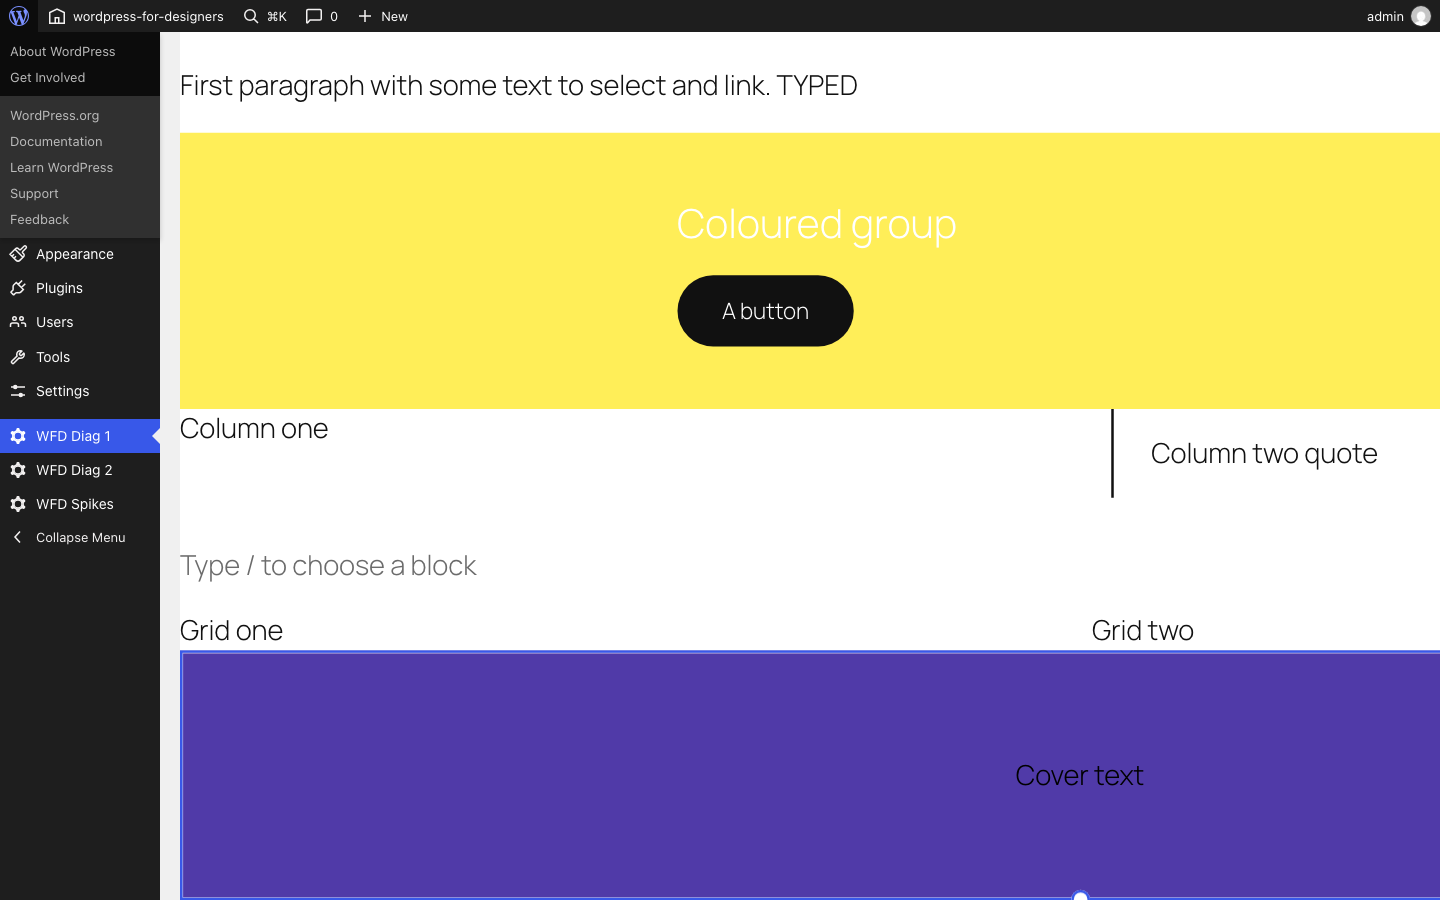 wordpress-for-designers
⌘K
0
New
admin
About WordPress
Get Involved
WordPress.org
Documentation
Learn WordPress
Support
Feedback
Appearance
Plugins
Users
Tools
Settings
WFD Diag 1
WFD Diag 2
WFD Spikes
Collapse Menu
First paragraph with some text to select and link. TYPED
Coloured group
A button
Column one
Column two quote
Type / to choose a block
Grid one
Grid two
Cover text